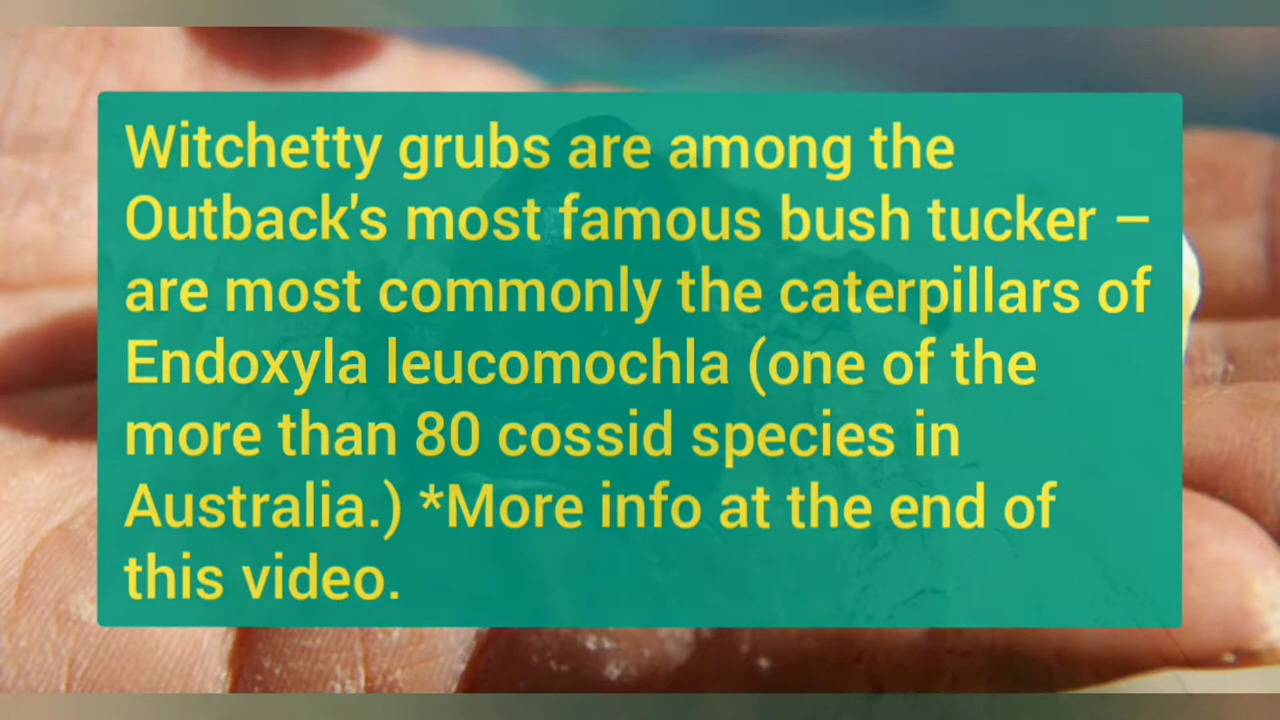 Witchetty grubs are among the
Outback's most famous bush tucker –
are most commonly the caterpillars of
Endoxyla leucomochla (one of the
more than 80 cossid species in
Australia.) *More info at the end of
this video.